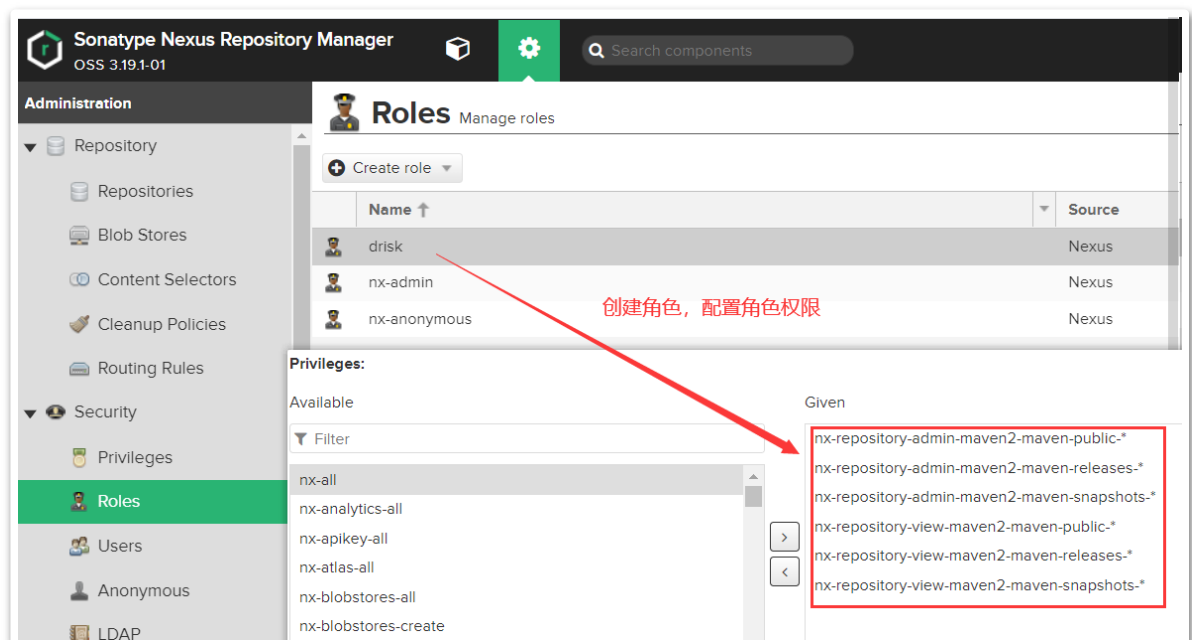 Sonatype Nexus Repository Manager
OSS 3.19.1-01
Search components
Administration
Repository
Repositories
Blob Stores
Content Selectors
Cleanup Policies
Routing Rules
Security
Privileges
Roles
Users
Anonymous
LDAP
Roles Manage roles
Create role
Name Source
drisk Nexus
nx-admin Nexus
nx-anonymous Nexus
创建角色，配置角色权限
Privileges:
Available
Filter
nx-all
nx-analytics-all
nx-apikey-all
nx-atlas-all
nx-blobstores-all
nx-blobstores-create
Given
nx-repository-admin-maven2-maven-public-*
nx-repository-admin-maven2-maven-releases-*
nx-repository-admin-maven2-maven-snapshots-*
nx-repository-view-maven2-maven-public-*
nx-repository-view-maven2-maven-releases-*
nx-repository-view-maven2-maven-snapshots-*